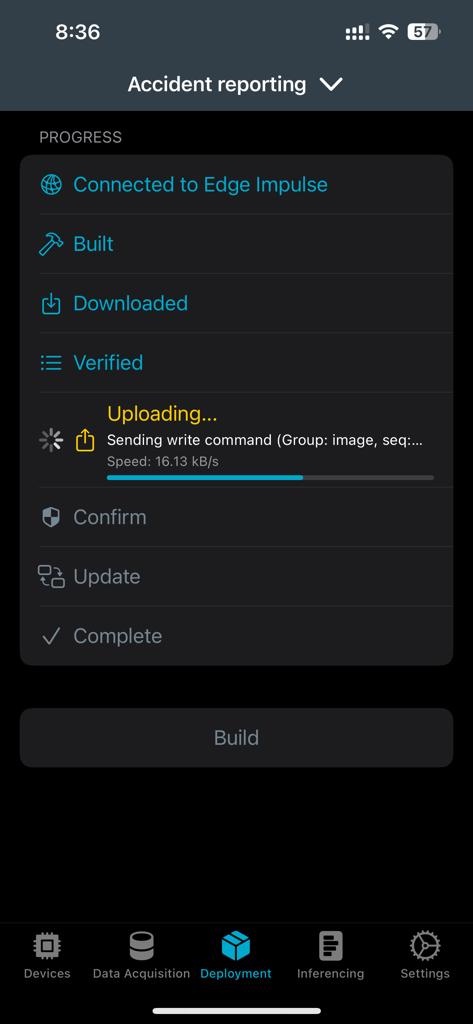 8:36
57
Accident reporting
PROGRESS
Connected to Edge Impulse
Built
Downloaded
Verified
Uploading...
Sending write command (Group: image, seq:...
Speed: 16.13 kB/s
Confirm
Update
Complete
Build
Devices
Data Acquisition
Deployment
Inferencing
Settings